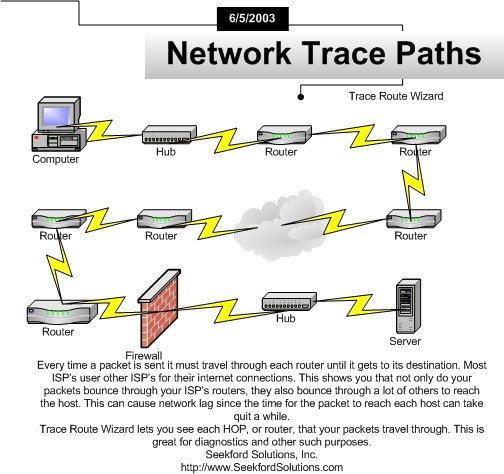 6/5/2003
Network Trace Paths
Trace Route Wizard
Computer
Hub
Router
Router
Router
Router
Router
Router
Firewall
Hub
Server
Every time a packet is sent it must travel through each router until it gets to its destination. Most
ISP's user other ISP's for their internet connections. This shows you that not only do your
packets bounce through your ISP's routers, they also bounce through a lot of others to reach
the host. This can cause network lag since the time for the packet to reach each host can take
quit a while.
Trace Route Wizard lets you see each HOP, or router, that your packets travel through. This is
great for diagnostics and other such purposes.
Seekford Solutions, Inc.
http://www.SeekfordSolutions.com